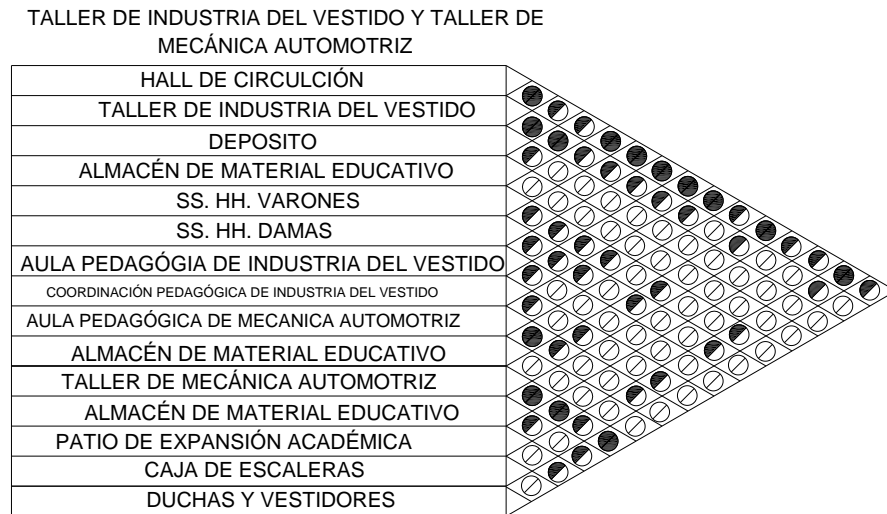 TALLER DE INDUSTRIA DEL VESTIDO Y TALLER DE
MECÁNICA AUTOMOTRIZ
HALL DE CIRCULCIÓN
TALLER DE INDUSTRIA DEL VESTIDO
DEPOSITO
ALMACÉN DE MATERIAL EDUCATIVO
SS. HH. VARONES
SS. HH. DAMAS
AULA PEDAGÓGIA DE INDUSTRIA DEL VESTIDO
COORDINACIÓN PEDAGÓGICA DE INDUSTRIA DEL VESTIDO
AULA PEDAGÓGICA DE MECANICA AUTOMOTRIZ
ALMACÉN DE MATERIAL EDUCATIVO
TALLER DE MECÁNICA AUTOMOTRIZ
ALMACÉN DE MATERIAL EDUCATIVO
PATIO DE EXPANSIÓN ACADÉMICA
CAJA DE ESCALERAS
DUCHAS Y VESTIDORES